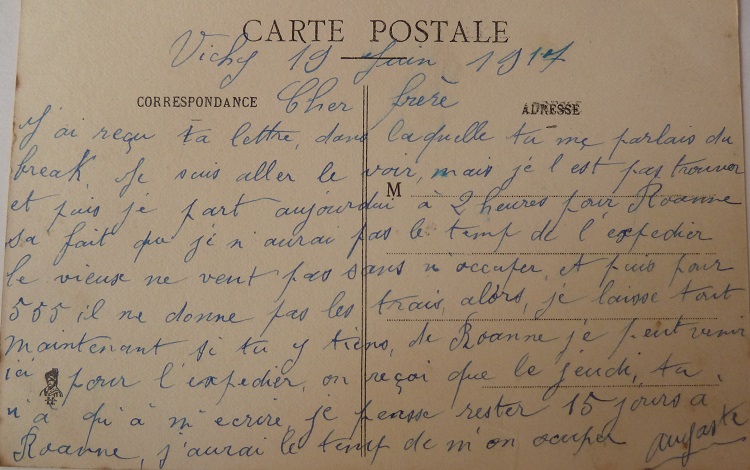 CARTE POSTALE
Vichy 19 Juin 1917
CORRESPONDANCE
Cher frère
ADRESSE
J'ai reçu ta lettre, dans laquelle tu me parlais du
break. Je suis aller le voir, mais je l'est pas trouver
M
et puis je part aujourdui à 2 heures pour Roanne
sa fait que je n'aurai pas le temp de l'expedier
le vieux ne vent pas sans n'occuper, et puis pour
555 il ne donne pas les trais, alors, je laisse tout
maintenant si tu y tiens, de Roanne je peut venir
ici pour l'expedier, on reçoi que le jeudi, tu
n'a qu'à m'ecrire, je pensse rester 15 jours à
Roanne, j'aurai le temp de m'on occuper
Auguste